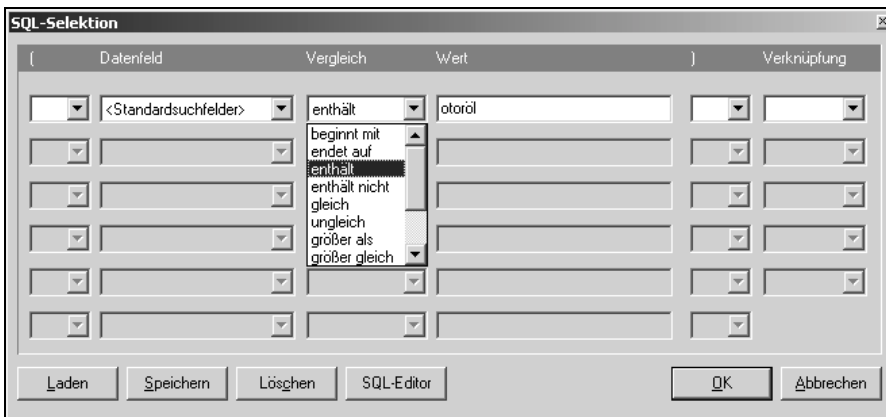 SQL-Selektion
( Datenfeld Vergleich Wert ) Verknüpfung
<Standardsuchfelder> enthält otoröl
beginnt mit
endet auf
enthält
enthält nicht
gleich
ungleich
größer als
größer gleich
Laden Speichern Löschen SQL-Editor OK Abbrechen